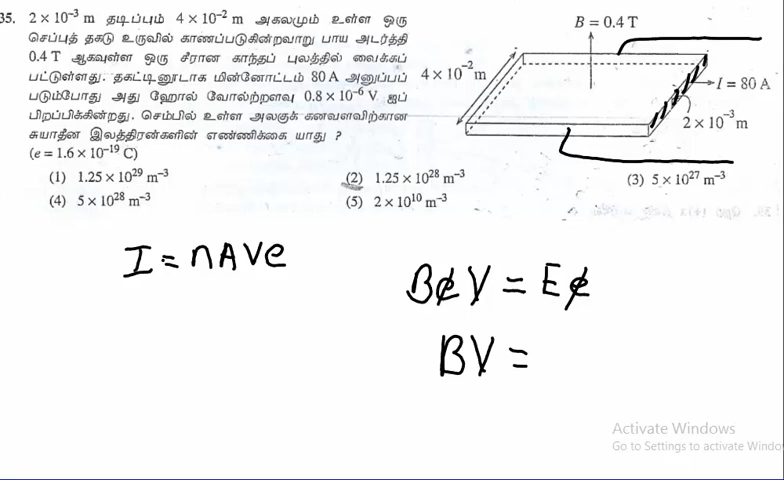 35. 2 × 10⁻³ m தடிப்பும் 4 × 10⁻² m அகலமும் உள்ள ஒரு
செப்புத் தகடு உருவில் காணப்படுகின்றவாறு பாய அடர்த்தி
0.4 T ஆகவுள்ள ஒரு சீரான காந்தப் புலத்தில் வைக்கப்
பட்டுள்ளது. தகட்டினூடாக மின்னோட்டம் 80 A அனுப்பப்
படும்போது அது ஹோல் வோல்ற்றளவு 0.8 × 10⁻⁶ V ஐப்
பிறப்பிக்கின்றது. செம்பில் உள்ள அலகுக் கனவளவிற்கான
சுயாதீன இலத்திரன்களின் எண்ணிக்கை யாது ?
(e = 1.6 × 10⁻¹⁹ C)
B = 0.4 T
4 × 10⁻² m
I = 80 A
2 × 10⁻³ m
(1) 1.25 × 10²⁹ m⁻³ (2) 1.25 × 10²⁸ m⁻³ (3) 5 × 10²⁷ m⁻³
(4) 5 × 10²⁸ m⁻³ (5) 2 × 10¹⁰ m⁻³
I = nAVe
BeV = Ee
BV =
Activate Windows
Go to Settings to activate Windo